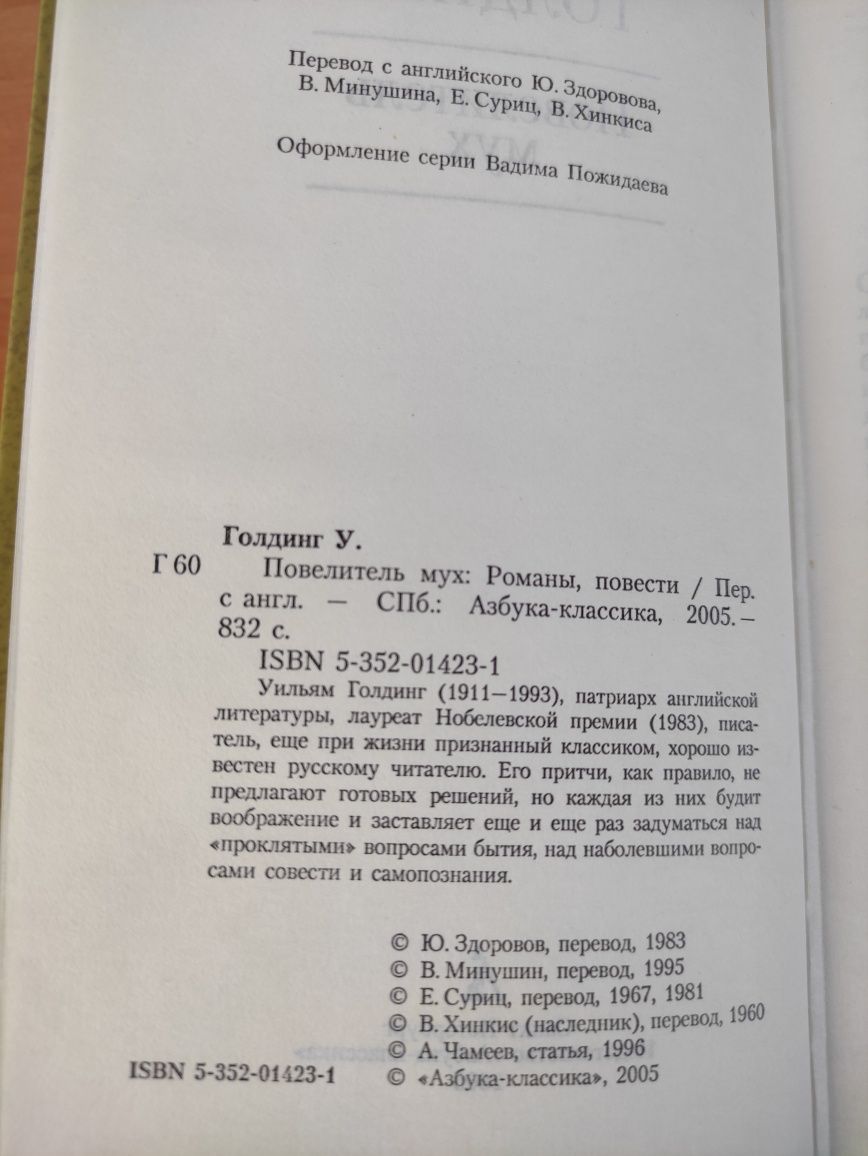 Перевод с английского Ю. Здоровова,
В. Минушина, Е. Суриц, В. Хинкиса
Оформление серии Вадима Пожидаева
Голдинг У.
Г 60
Повелитель мух: Романы, повести / Пер.
с англ. — СПб.: Азбука-классика, 2005.—
832 с.
ISBN 5-352-01423-1
Уильям Голдинг (1911—1993), патриарх английской
литературы, лауреат Нобелевской премии (1983), писа-
тель, еще при жизни признанный классиком, хорошо из-
вестен русскому читателю. Его притчи, как правило, не
предлагают готовых решений, но каждая из них будит
воображение и заставляет еще и еще раз задуматься над
«проклятыми» вопросами бытия, над наболевшими вопро-
сами совести и самопознания.
© Ю. Здоровов, перевод, 1983
© В. Минушин, перевод, 1995
© Е. Суриц, перевод, 1967, 1981
© В. Хинкис (наследник), перевод, 1960
© А. Чамеев, статья, 1996
ISBN 5-352-01423-1
© «Азбука-классика», 2005